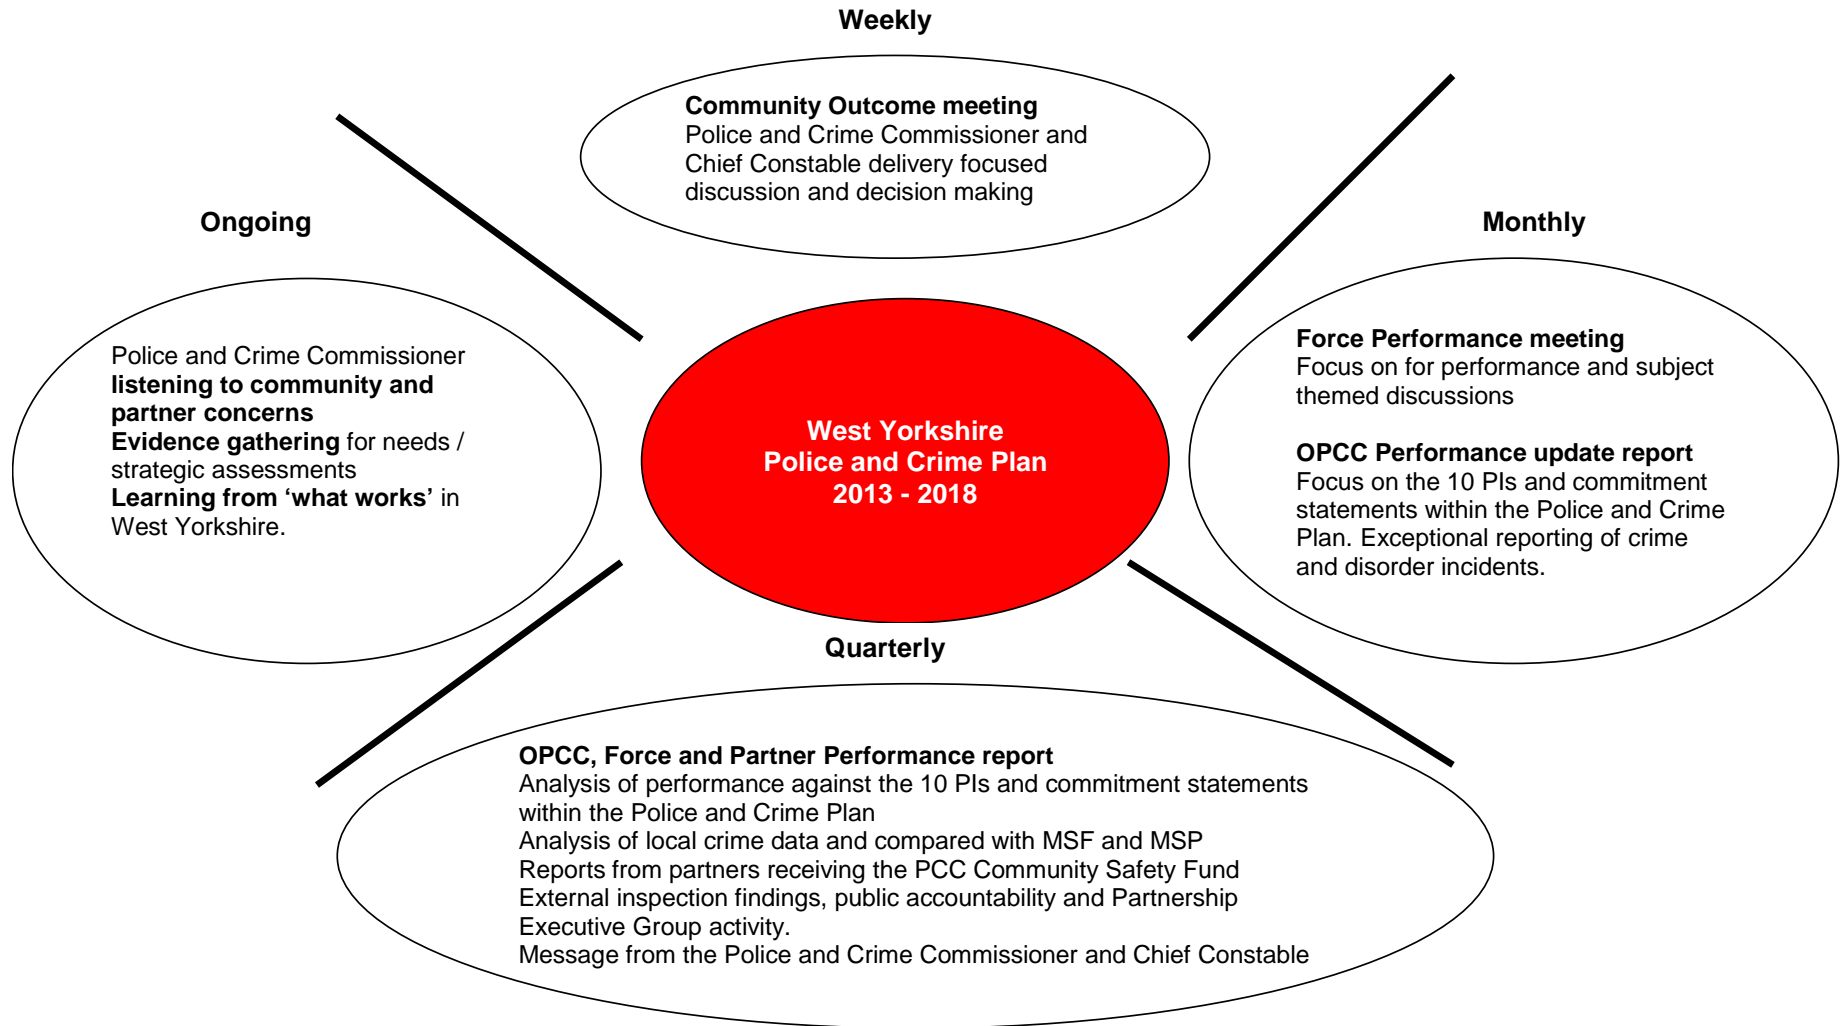 Weekly
Community Outcome meeting
Police and Crime Commissioner and
Chief Constable delivery focused
discussion and decision making
Ongoing
Police and Crime Commissioner
listening to community and
partner concerns
Evidence gathering for needs /
strategic assessments
Learning from ‘what works’ in
West Yorkshire.
West Yorkshire
Police and Crime Plan
2013 - 2018
Monthly
Force Performance meeting
Focus on for performance and subject
themed discussions
OPCC Performance update report
Focus on the 10 PIs and commitment
statements within the Police and Crime
Plan. Exceptional reporting of crime
and disorder incidents.
Quarterly
OPCC, Force and Partner Performance report
Analysis of performance against the 10 PIs and commitment statements
within the Police and Crime Plan
Analysis of local crime data and compared with MSF and MSP
Reports from partners receiving the PCC Community Safety Fund
External inspection findings, public accountability and Partnership
Executive Group activity.
Message from the Police and Crime Commissioner and Chief Constable